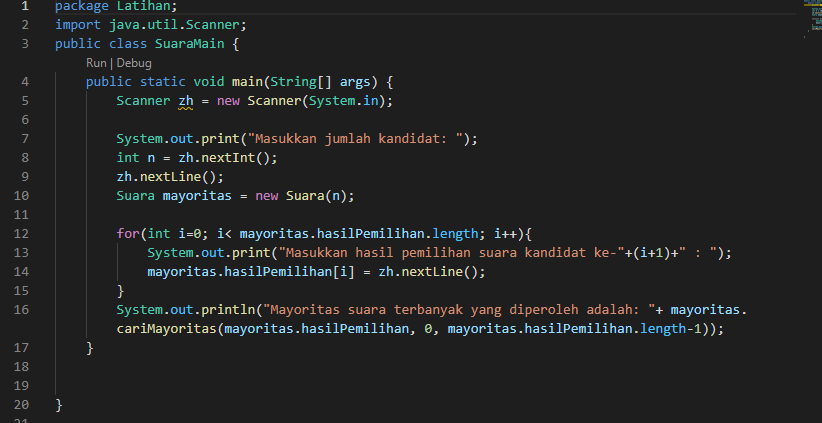 1 package Latihan;
2 import java.util.Scanner;
3 public class SuaraMain {
Run | Debug
4 public static void main(String[] args) {
5 Scanner zh = new Scanner(System.in);
6
7 System.out.print("Masukkan jumlah kandidat: ");
8 int n = zh.nextInt();
9 zh.nextLine();
10 Suara mayoritas = new Suara(n);
11
12 for(int i=0; i< mayoritas.hasilPemilihan.length; i++){
13 System.out.print("Masukkan hasil pemilihan suara kandidat ke-"+(i+1)+" : ");
14 mayoritas.hasilPemilihan[i] = zh.nextLine();
15 }
16 System.out.println("Mayoritas suara terbanyak yang diperoleh adalah: "+ mayoritas.
cariMayoritas(mayoritas.hasilPemilihan, 0, mayoritas.hasilPemilihan.length-1));
17 }
18
19
20 }